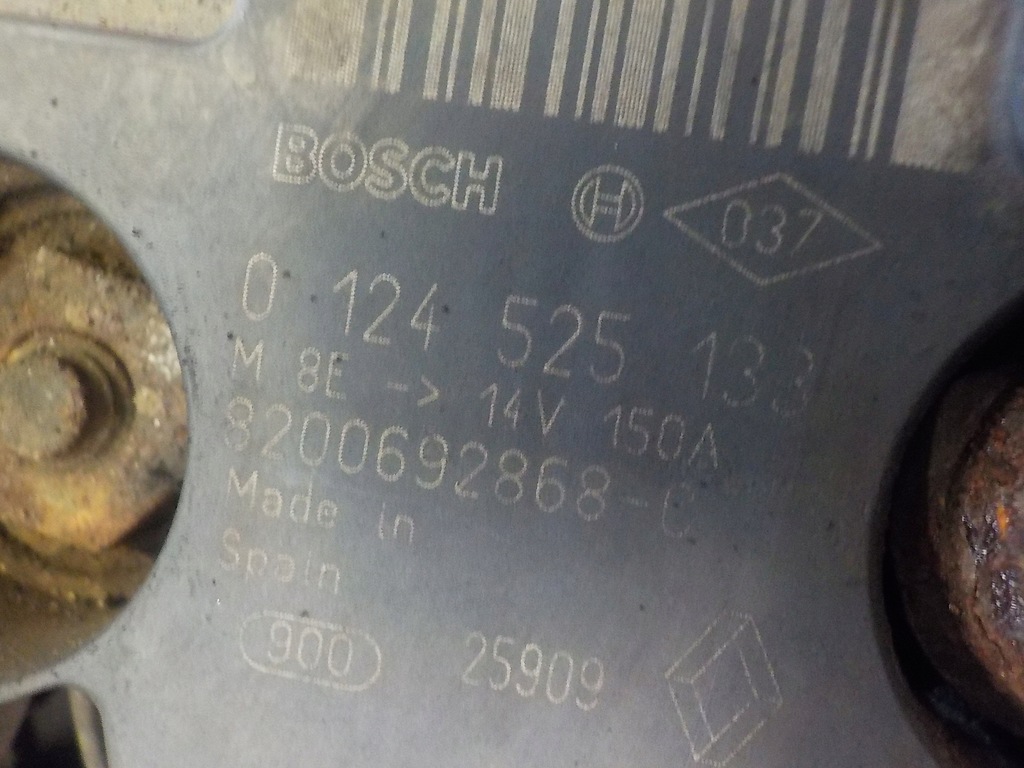 BOSCH H 037
0 124 525 133
M 8E -> 14V 150A
8200692868-C
Made in
Spain
900 25909